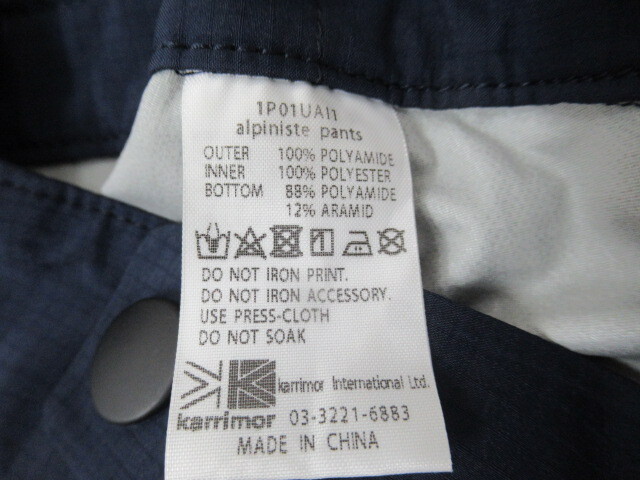 1P01UAI1
alpiniste pants
OUTER 100% POLYAMIDE
INNER 100% POLYESTER
BOTTOM 88% POLYAMIDE
12% ARAMID
DO NOT IRON PRINT.
DO NOT IRON ACCESSORY.
USE PRESS-CLOTH
DO NOT SOAK
karrimor International Ltd.
karrimor 03-3221-6883
MADE IN CHINA